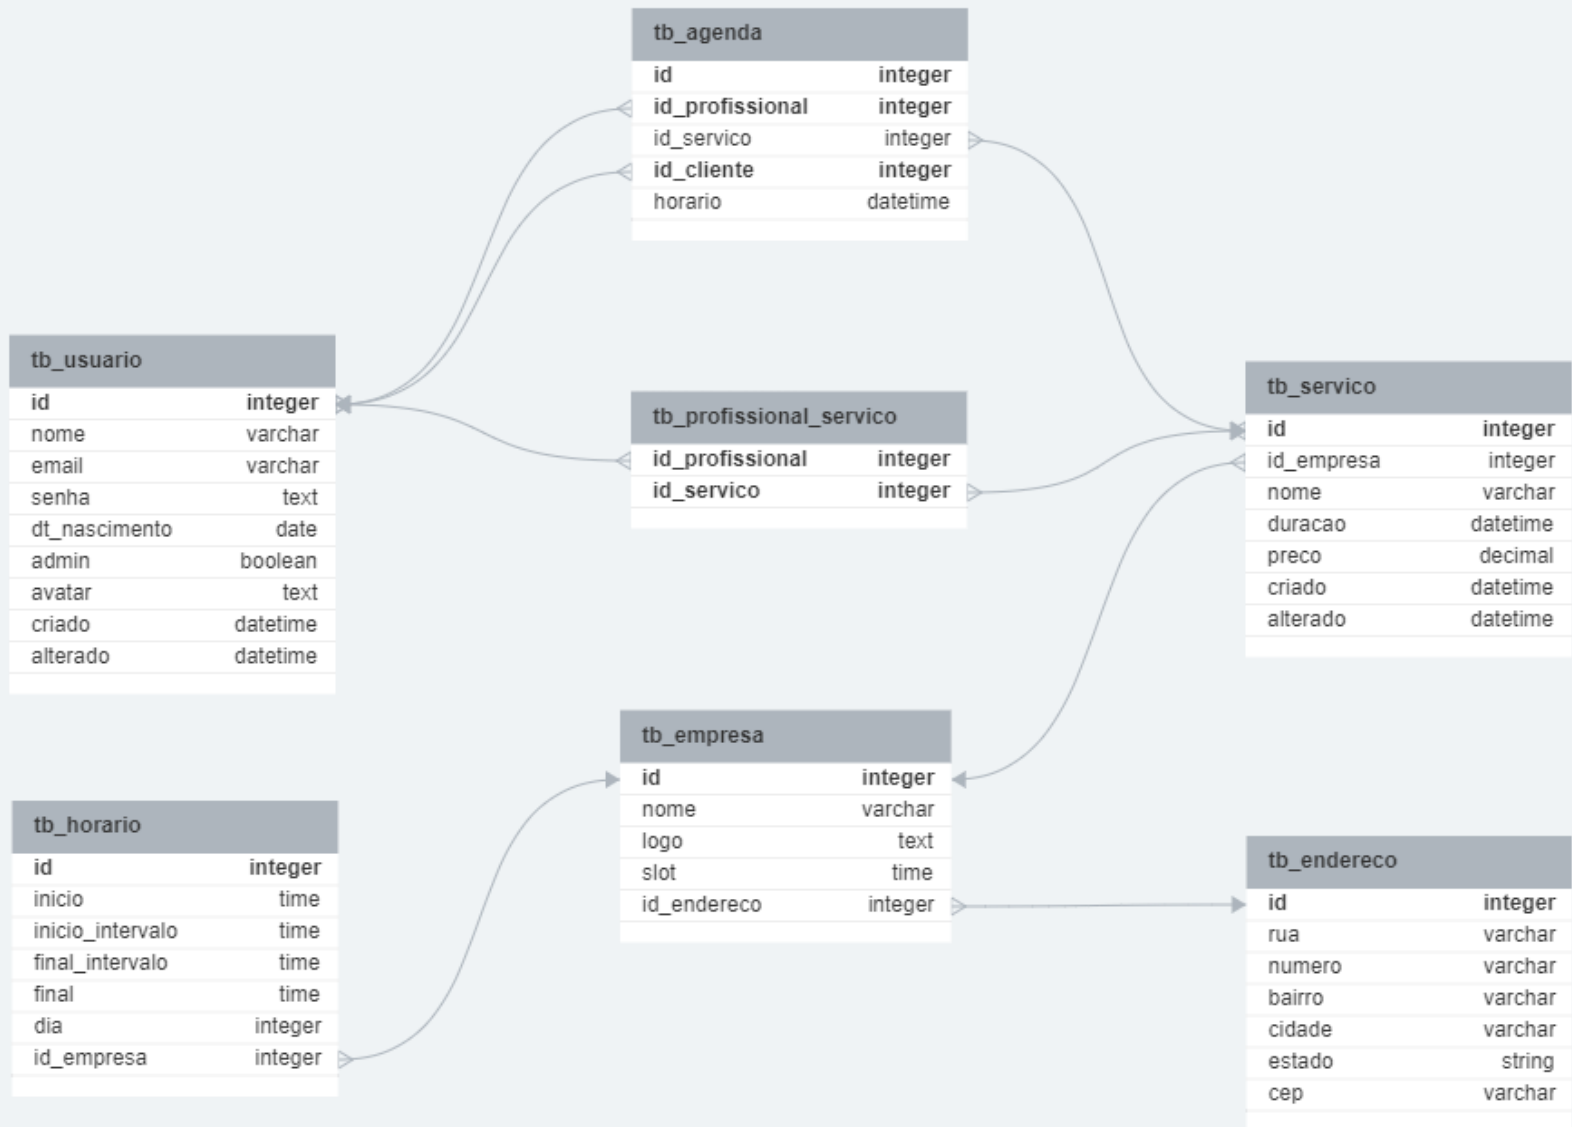 tb_agenda
id integer
id_profissional integer
id_servico integer
id_cliente integer
horario datetime
tb_usuario
id integer
nome varchar
email varchar
senha text
dt_nascimento date
admin boolean
avatar text
criado datetime
alterado datetime
tb_profissional_servico
id_profissional integer
id_servico integer
tb_servico
id integer
id_empresa integer
nome varchar
duracao datetime
preco decimal
criado datetime
alterado datetime
tb_empresa
id integer
nome varchar
logo text
slot time
id_endereco integer
tb_horario
id integer
inicio time
inicio_intervalo time
final_intervalo time
final time
dia integer
id_empresa integer
tb_endereco
id integer
rua varchar
numero varchar
bairro varchar
cidade varchar
estado string
cep varchar